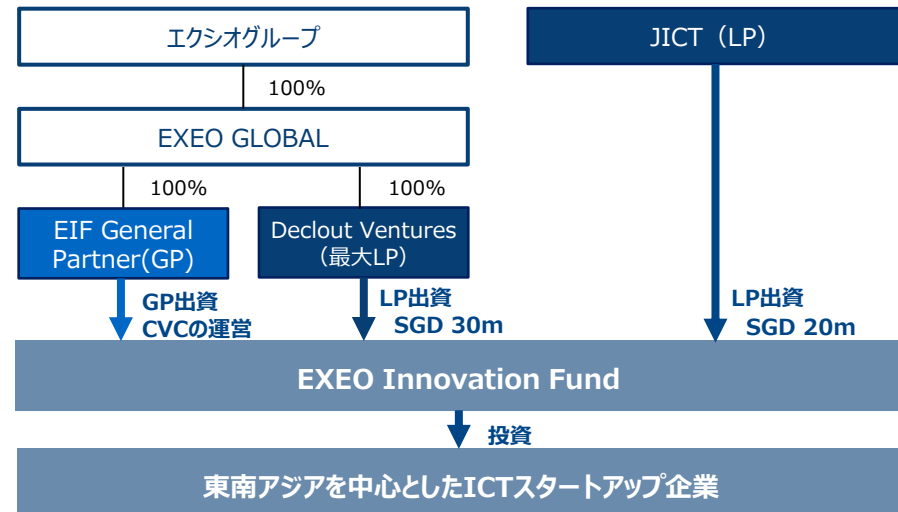 エクシオグループ
JICT（LP）
100%
EXEO GLOBAL
100%
100%
EIF General
Partner(GP)
Declout Ventures
（最大LP）
GP出資
CVCの運営
LP出資
SGD 30m
LP出資
SGD 20m
EXEO Innovation Fund
投資
東南アジアを中心としたICTスタートアップ企業